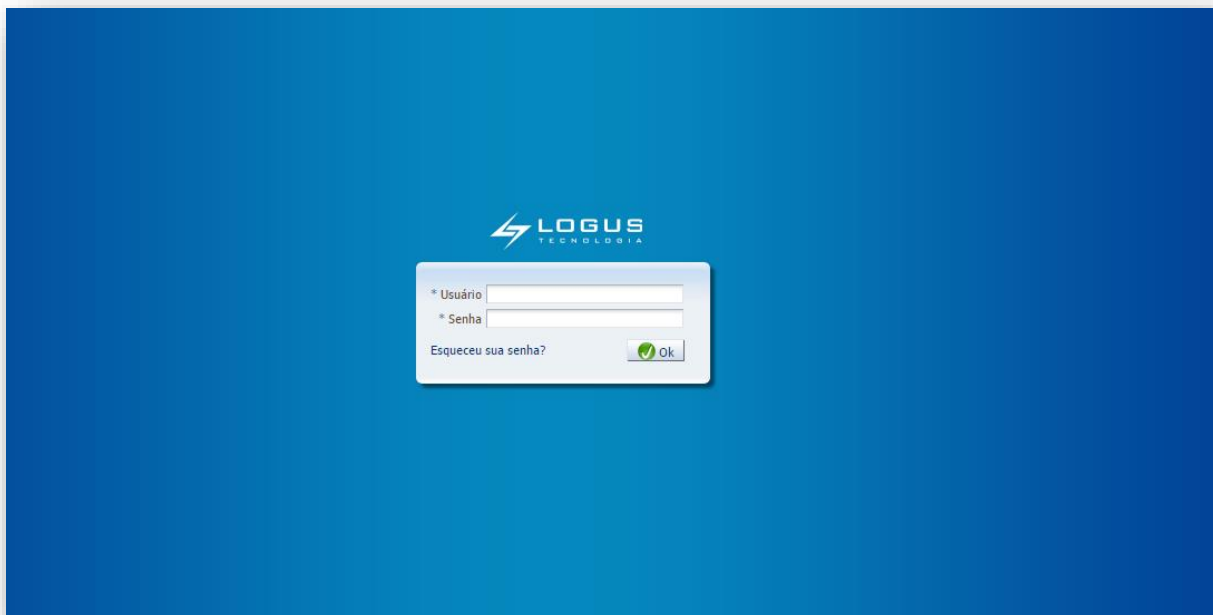 LOGUS
TECNOLOGIA
* Usuário
* Senha
Esqueceu sua senha? Ok